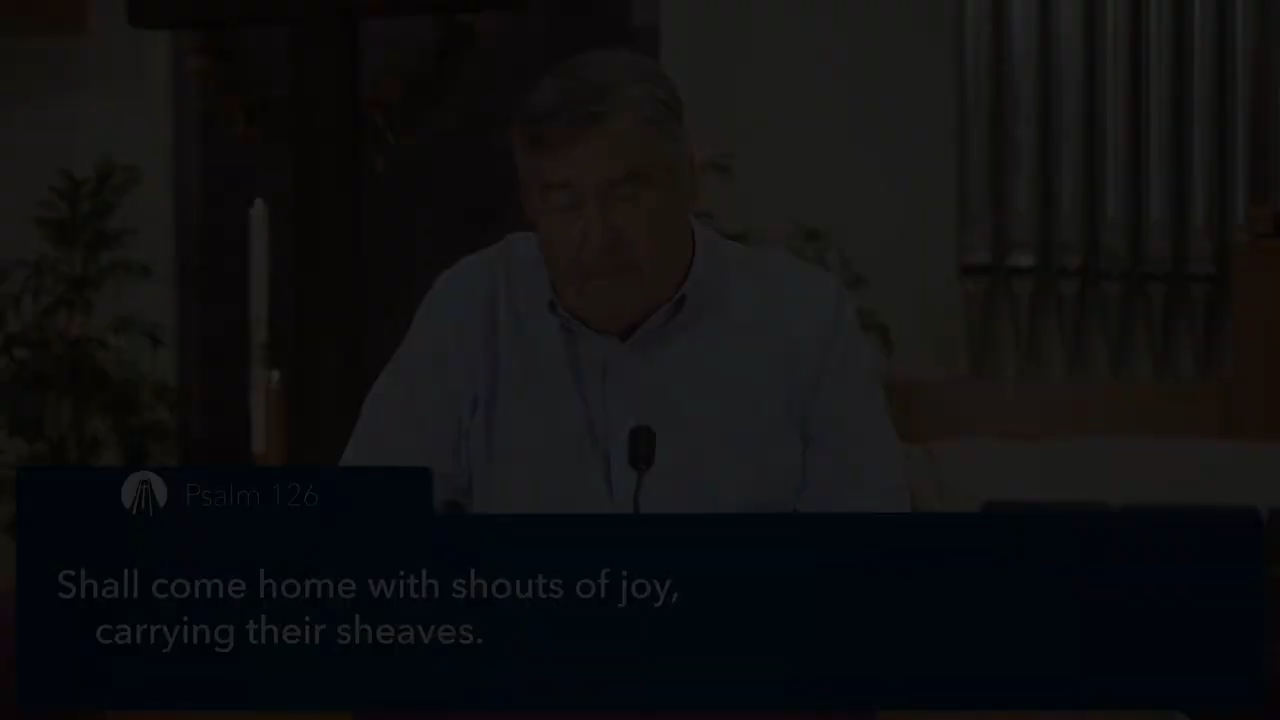 Psalm 126
Shall come home with shouts of joy,
carrying their sheaves.